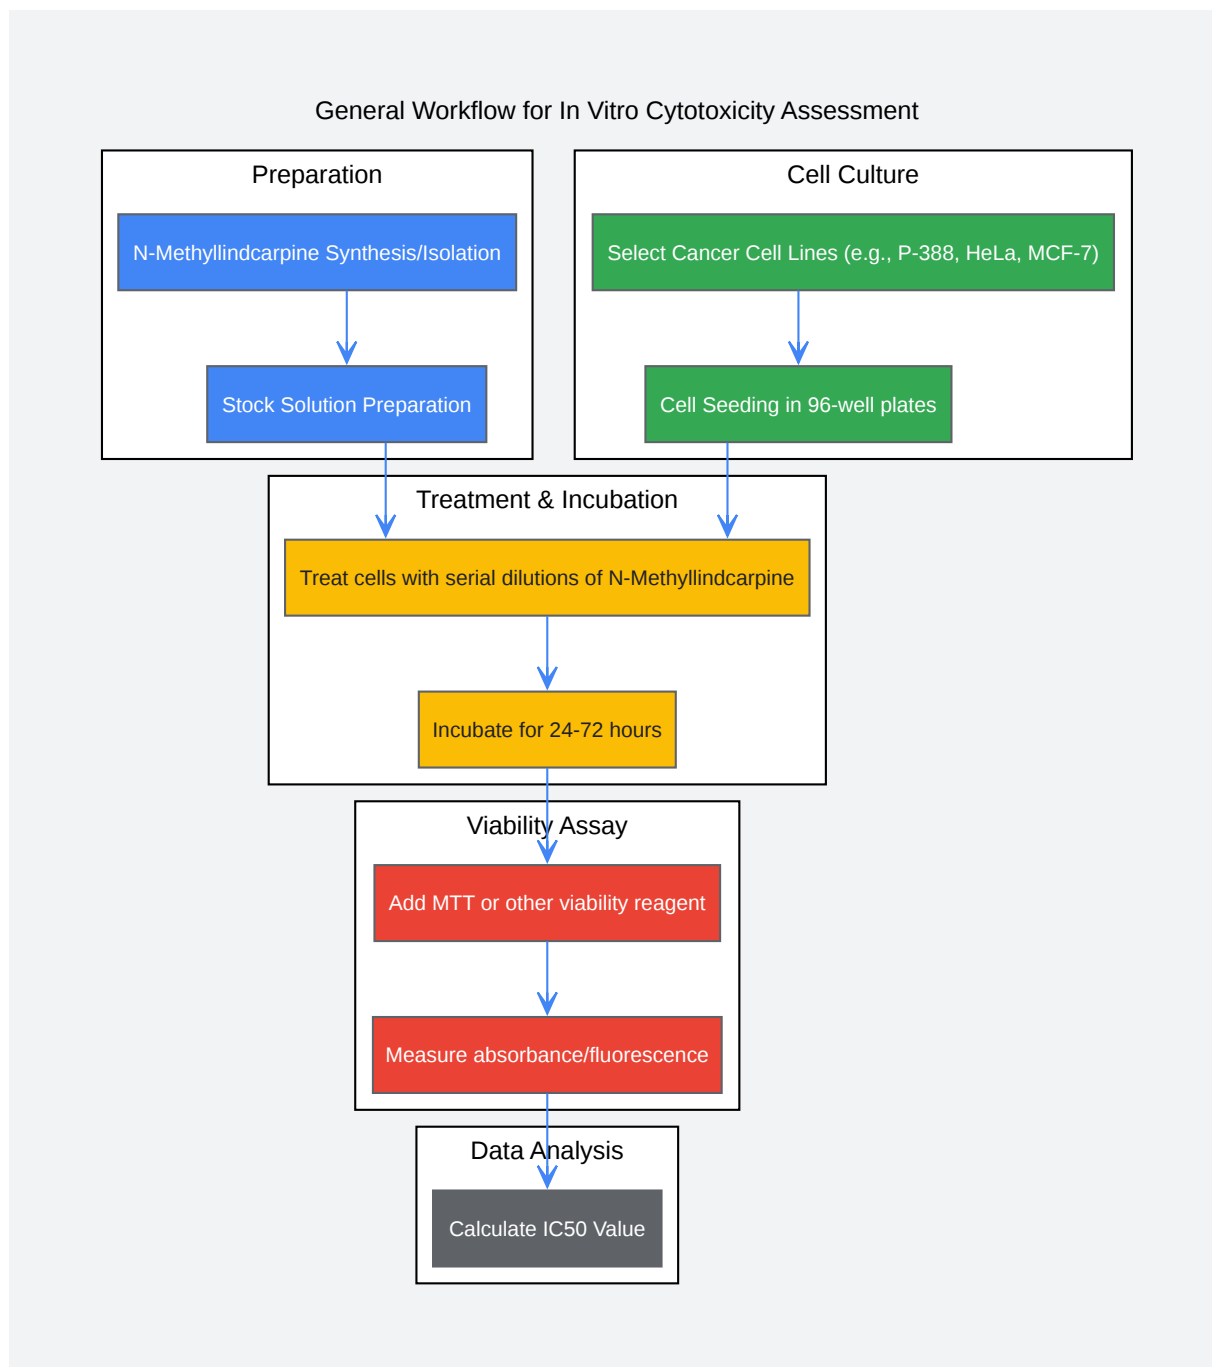 General Workflow for In Vitro Cytotoxicity Assessment
Preparation
N-Methyllindcarpine Synthesis/Isolation
Stock Solution Preparation
Cell Culture
Select Cancer Cell Lines (e.g., P-388, HeLa, MCF-7)
Cell Seeding in 96-well plates
Treatment & Incubation
Treat cells with serial dilutions of N-Methyllindcarpine
Incubate for 24-72 hours
Viability Assay
Add MTT or other viability reagent
Measure absorbance/fluorescence
Data Analysis
Calculate IC50 Value